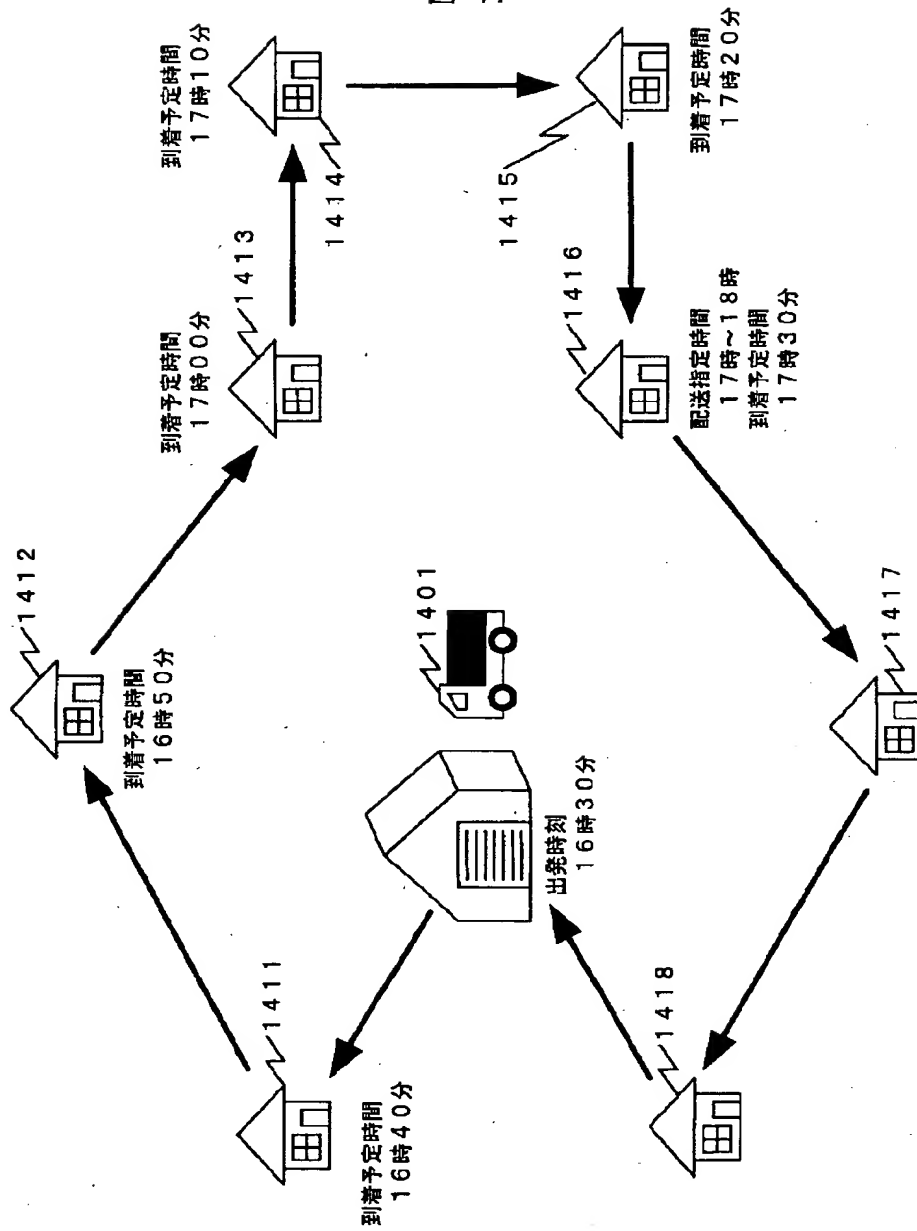 到着予定時間
17時10分
1414
到着予定時間
17時00分
1413
1412
到着予定時間
16時50分
1411
到着予定時間
16時40分
出発時刻
16時30分
1401
1415
到着予定時間
17時20分
1416
配送指定時間
17時~18時
到着予定時間
17時30分
1417
1418